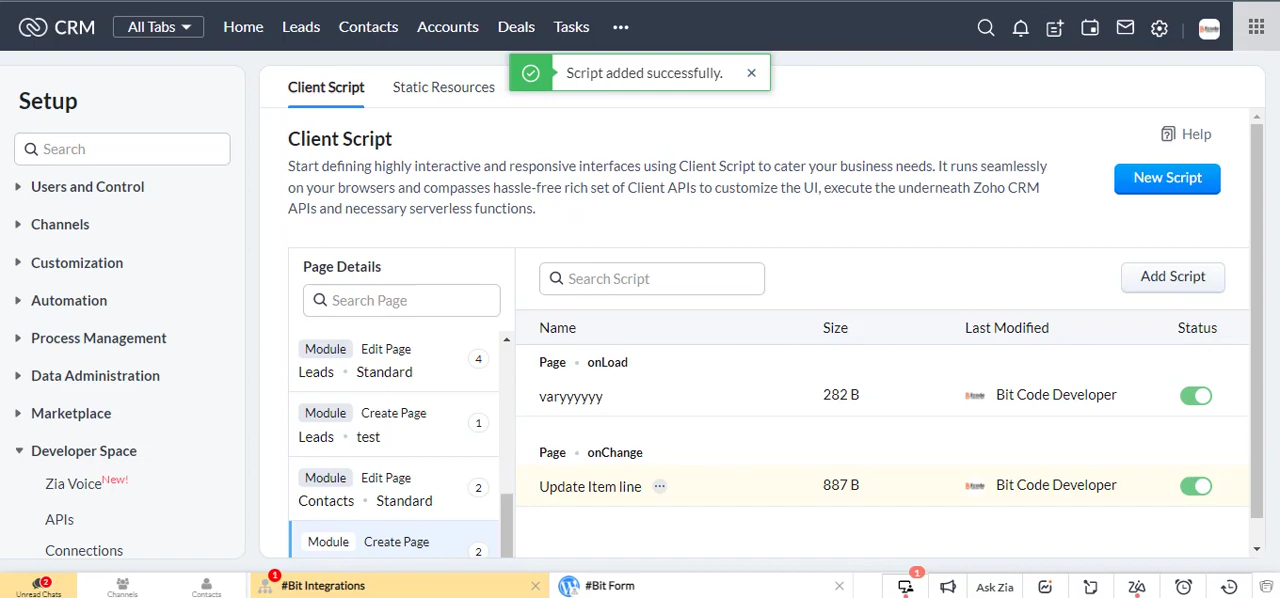 CRM
All Tabs
Home
Leads
Contacts
Accounts
Deals
Tasks
Script added successfully.
Setup
Search
Users and Control
Channels
Customization
Automation
Process Management
Data Administration
Marketplace
Developer Space
Zia Voice New!
APIs
Connections
Client Script
Static Resources
Client Script
Help
Start defining highly interactive and responsive interfaces using Client Script to cater your business needs. It runs seamlessly
on your browsers and compasses hassle-free rich set of Client APIs to customize the UI, execute the underneath Zoho CRM
APIs and necessary serverless functions.
New Script
Page Details
Search Page
Module Edit Page
Leads • Standard
4
Module Create Page
Leads • test
1
Module Edit Page
Contacts • Standard
2
Module Create Page
2
Search Script
Add Script
Name Size Last Modified Status
Page • onLoad
varyyyyyy 282 B Bit Code Developer
Page • onChange
Update Item line 887 B Bit Code Developer
2
Unread Chats
Channels
Contacts
1
#Bit Integrations
#Bit Form
1
Ask Zia